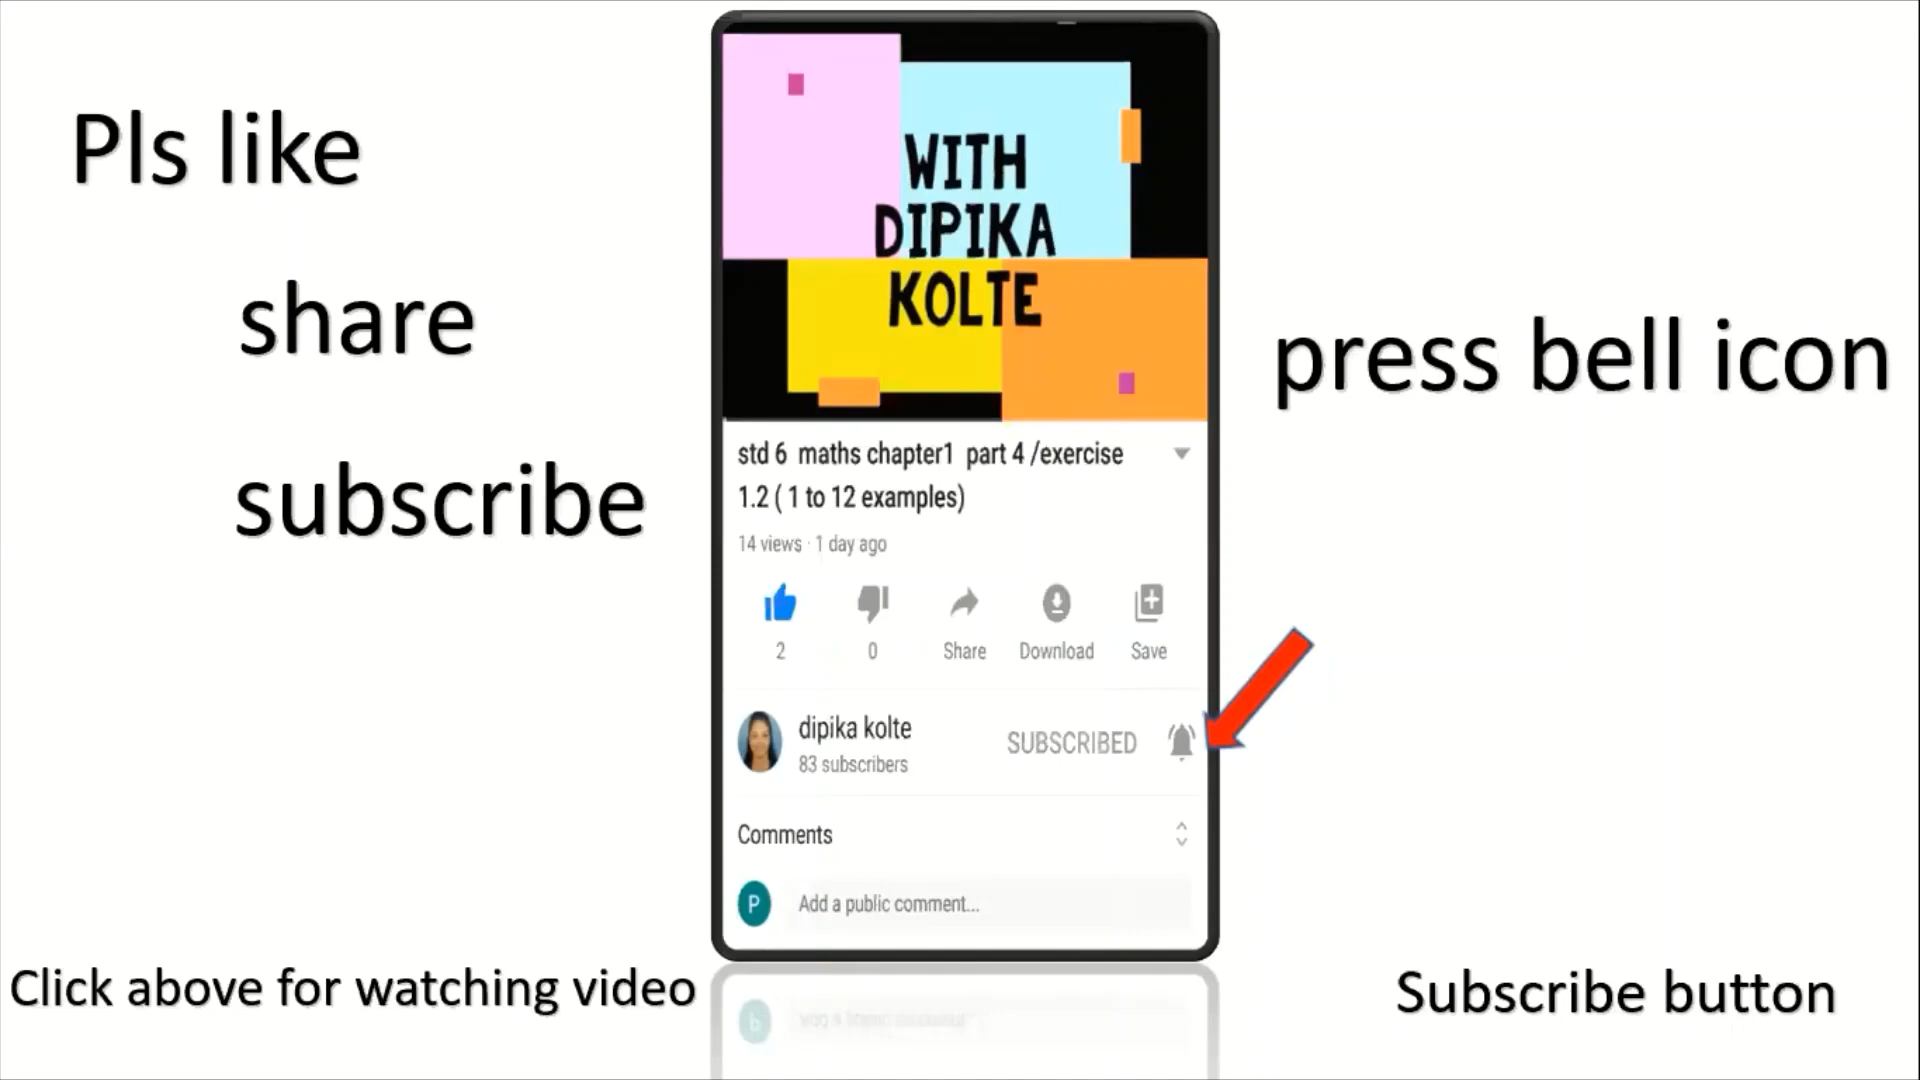 Pls like
share
subscribe
WITH
DIPIKA
KOLTE
std 6 maths chapter1 part 4 /exercise
1.2 ( 1 to 12 examples)
14 views · 1 day ago
2
0
Share
Download
Save
dipika kolte
83 subscribers
SUBSCRIBED
Comments
P
Add a public comment...
press bell icon
Click above for watching video
Subscribe button